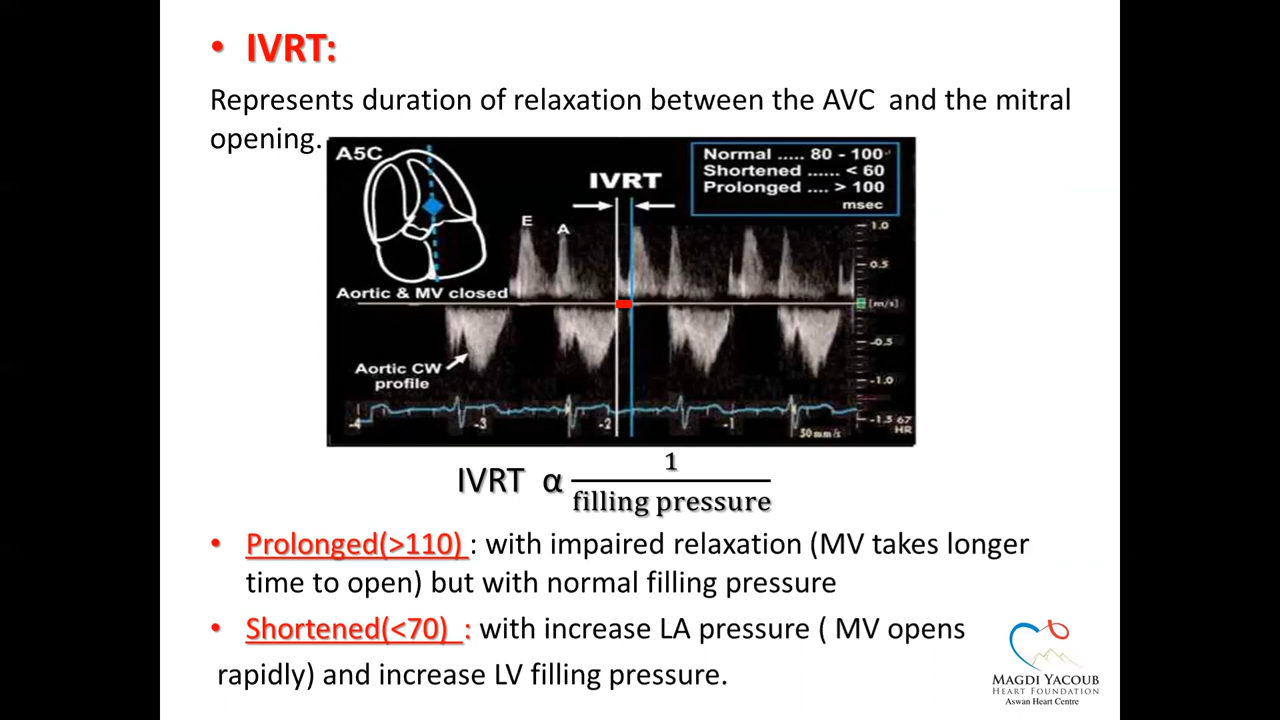 • IVRT:
Represents duration of relaxation between the AVC and the mitral
opening.
A5C
IVRT
Normal ..... 80 - 100
Shortened ...... < 60
Prolonged .... > 100
msec
E
A
1.0
0.5
Aortic & MV closed
[m/s]
-0.5
Aortic CW
profile
-1.0
-4
-3
-2
-1
50mm/s
-1.5 67
HR
IVRT α 1
filling pressure
• Prolonged(>110) : with impaired relaxation (MV takes longer
time to open) but with normal filling pressure
• Shortened(<70) : with increase LA pressure ( MV opens
rapidly) and increase LV filling pressure.
MAGDI YACOUB
HEART FOUNDATION
Aswan Heart Centre